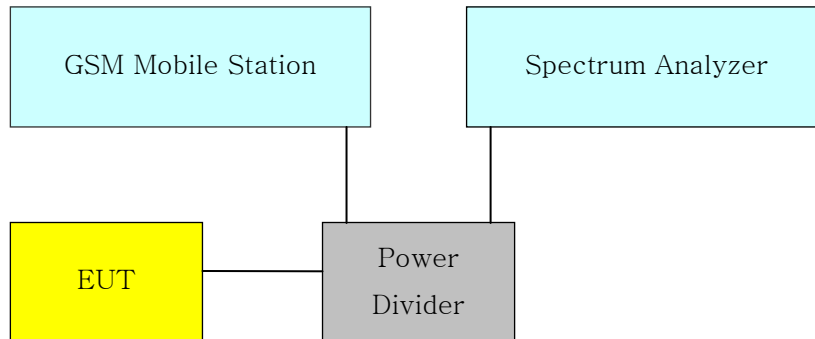 GSM Mobile Station
Spectrum Analyzer
EUT
Power
Divider